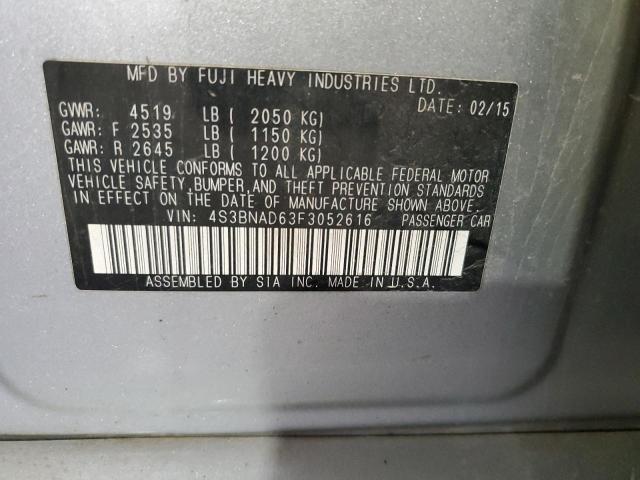 MFD BY FUJI HEAVY INDUSTRIES LTD.
DATE: 02/15
GVWR: 4519 LB ( 2050 KG)
GAWR: F 2535 LB ( 1150 KG)
GAWR: R 2645 LB ( 1200 KG)
THIS VEHICLE CONFORMS TO ALL APPLICABLE FEDERAL MOTOR
VEHICLE SAFETY, BUMPER, AND THEFT PREVENTION STANDARDS
IN EFFECT ON THE DATE OF MANUFACTURE SHOWN ABOVE.
VIN: 4S3BNAD63F3052616 PASSENGER CAR
ASSEMBLED BY SIA INC. MADE IN U.S.A.